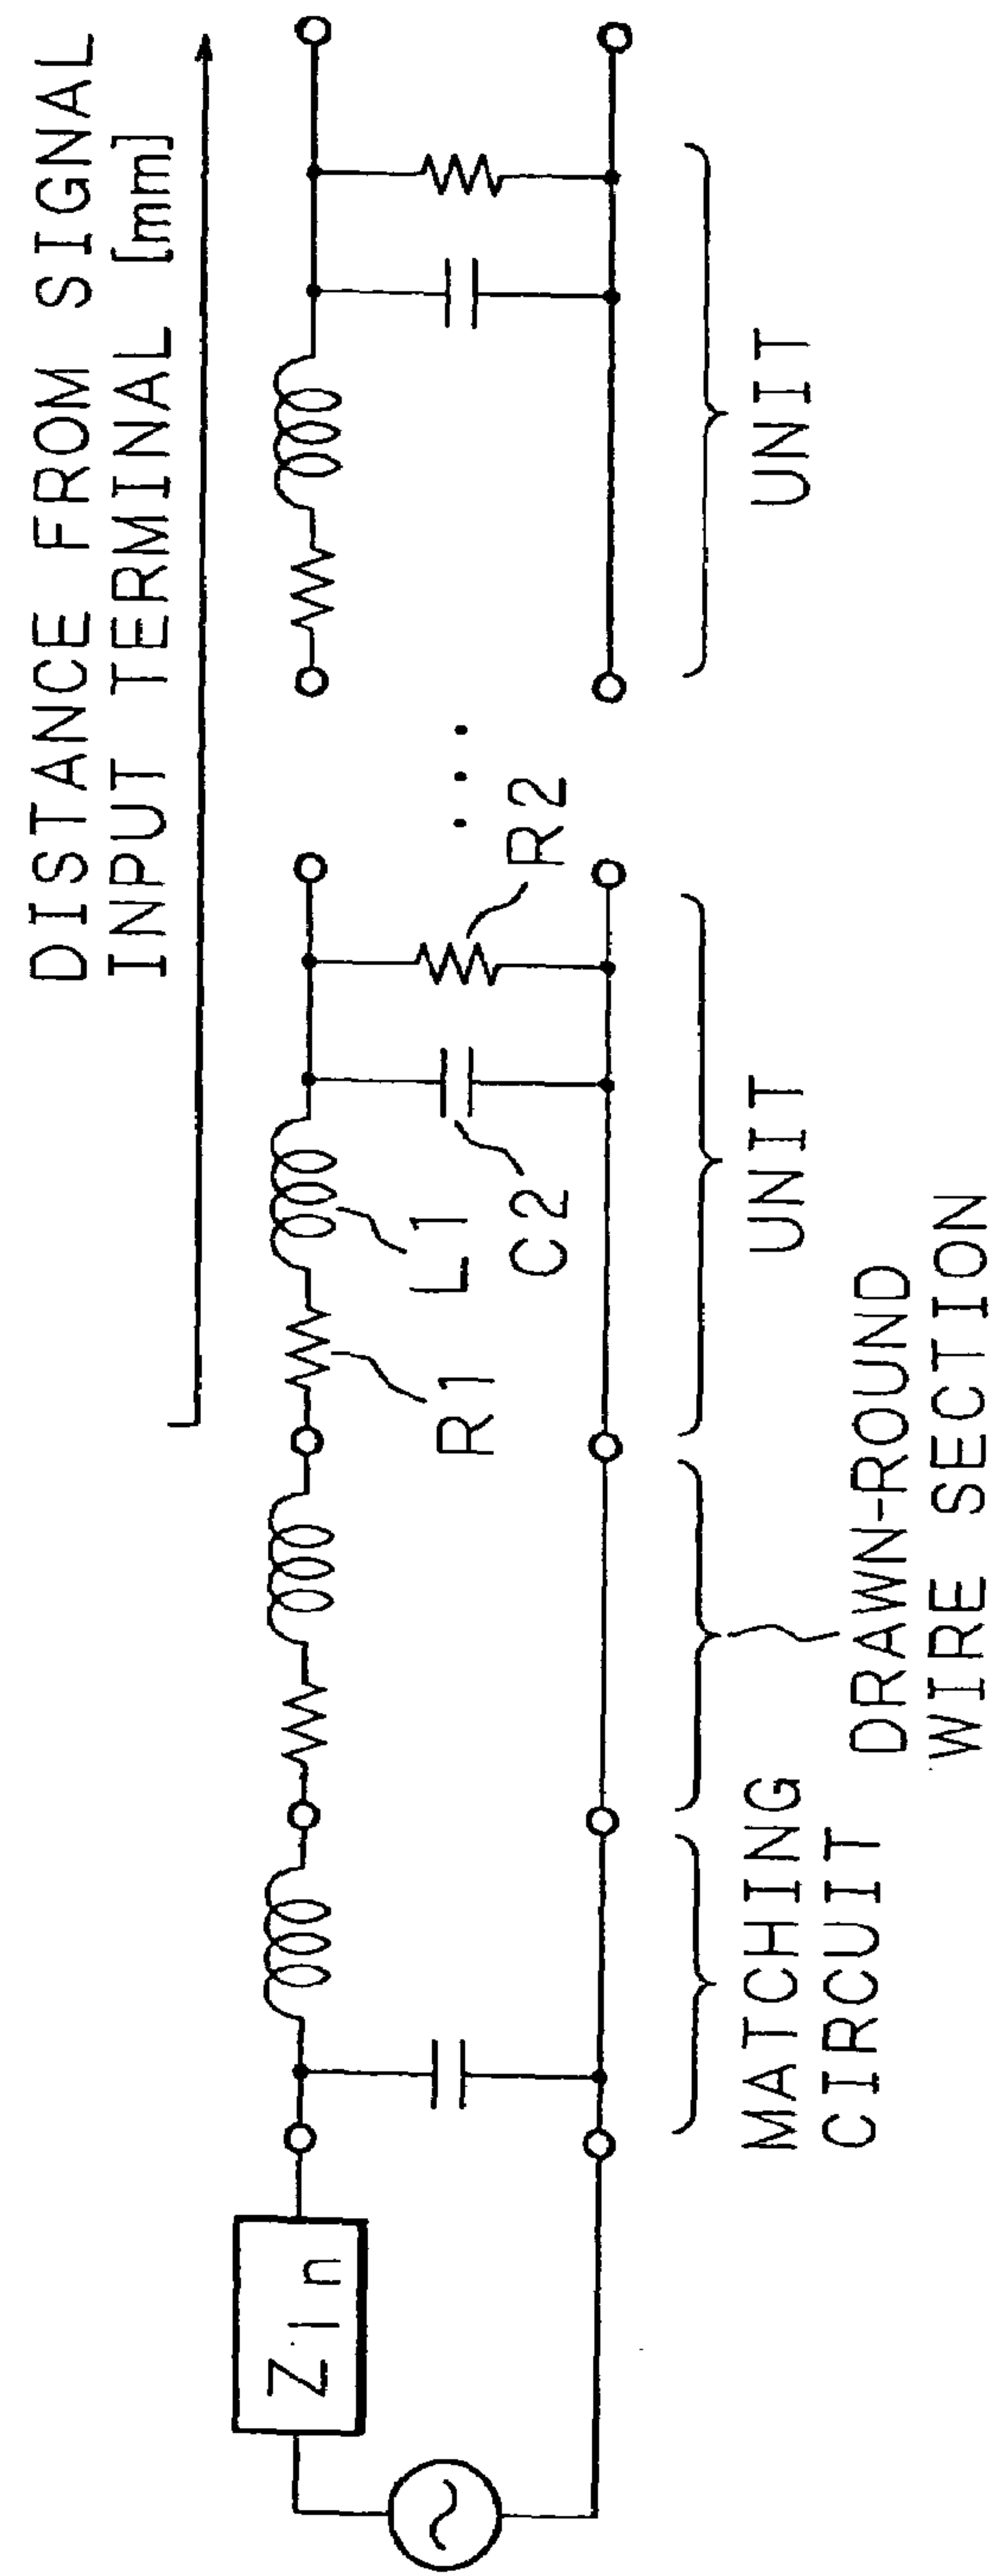 DISTANCE FROM SIGNAL
INPUT TERMINAL [mm]
Zin
R1
L1
C2
R2
MATCHING
CIRCUIT
DRAWN-ROUND
WIRE SECTION
UNIT
UNIT